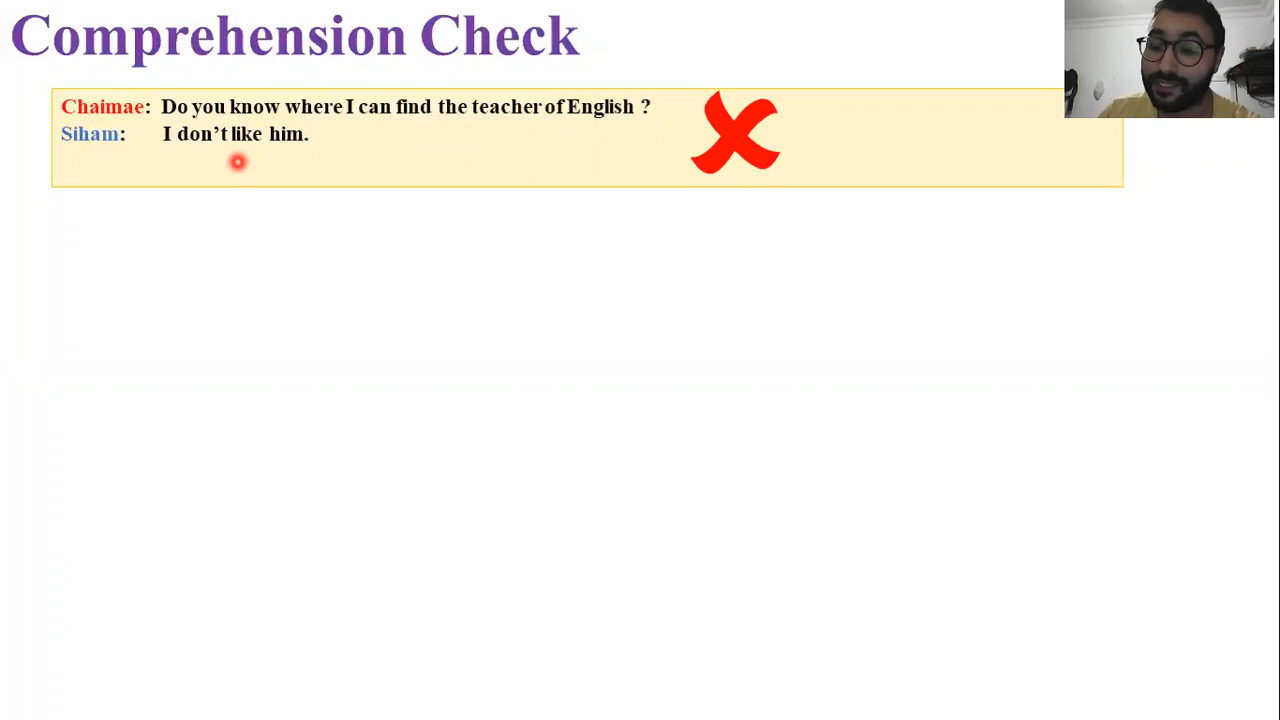 Comprehension Check
Chaimae: Do you know where I can find the teacher of English ?
Siham: I don’t like him.